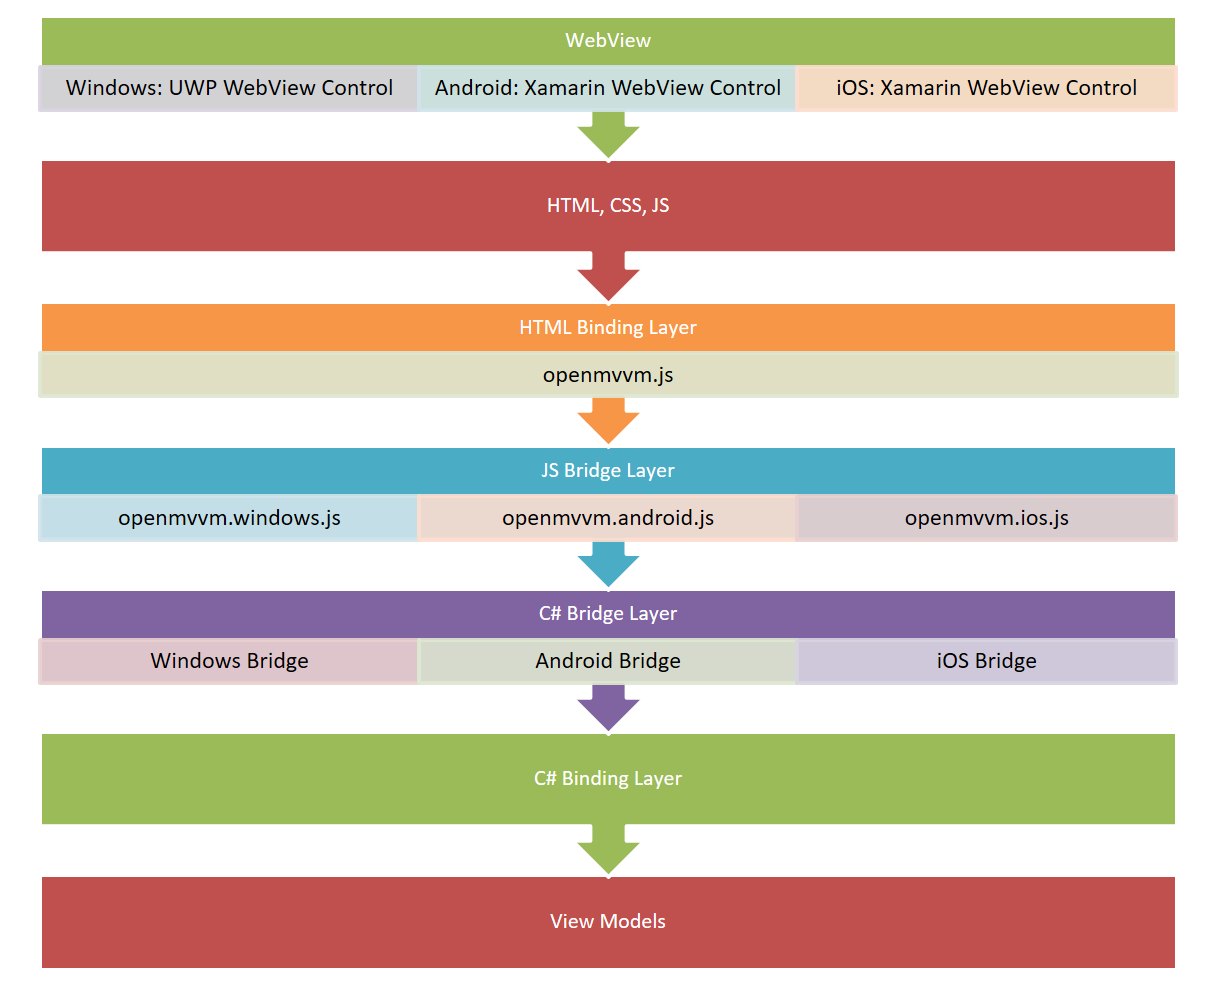 WebView
Windows: UWP WebView Control
Android: Xamarin WebView Control
iOS: Xamarin WebView Control
HTML, CSS, JS
HTML Binding Layer
openmvvm.js
JS Bridge Layer
openmvvm.windows.js
openmvvm.android.js
openmvvm.ios.js
C# Bridge Layer
Windows Bridge
Android Bridge
iOS Bridge
C# Binding Layer
View Models